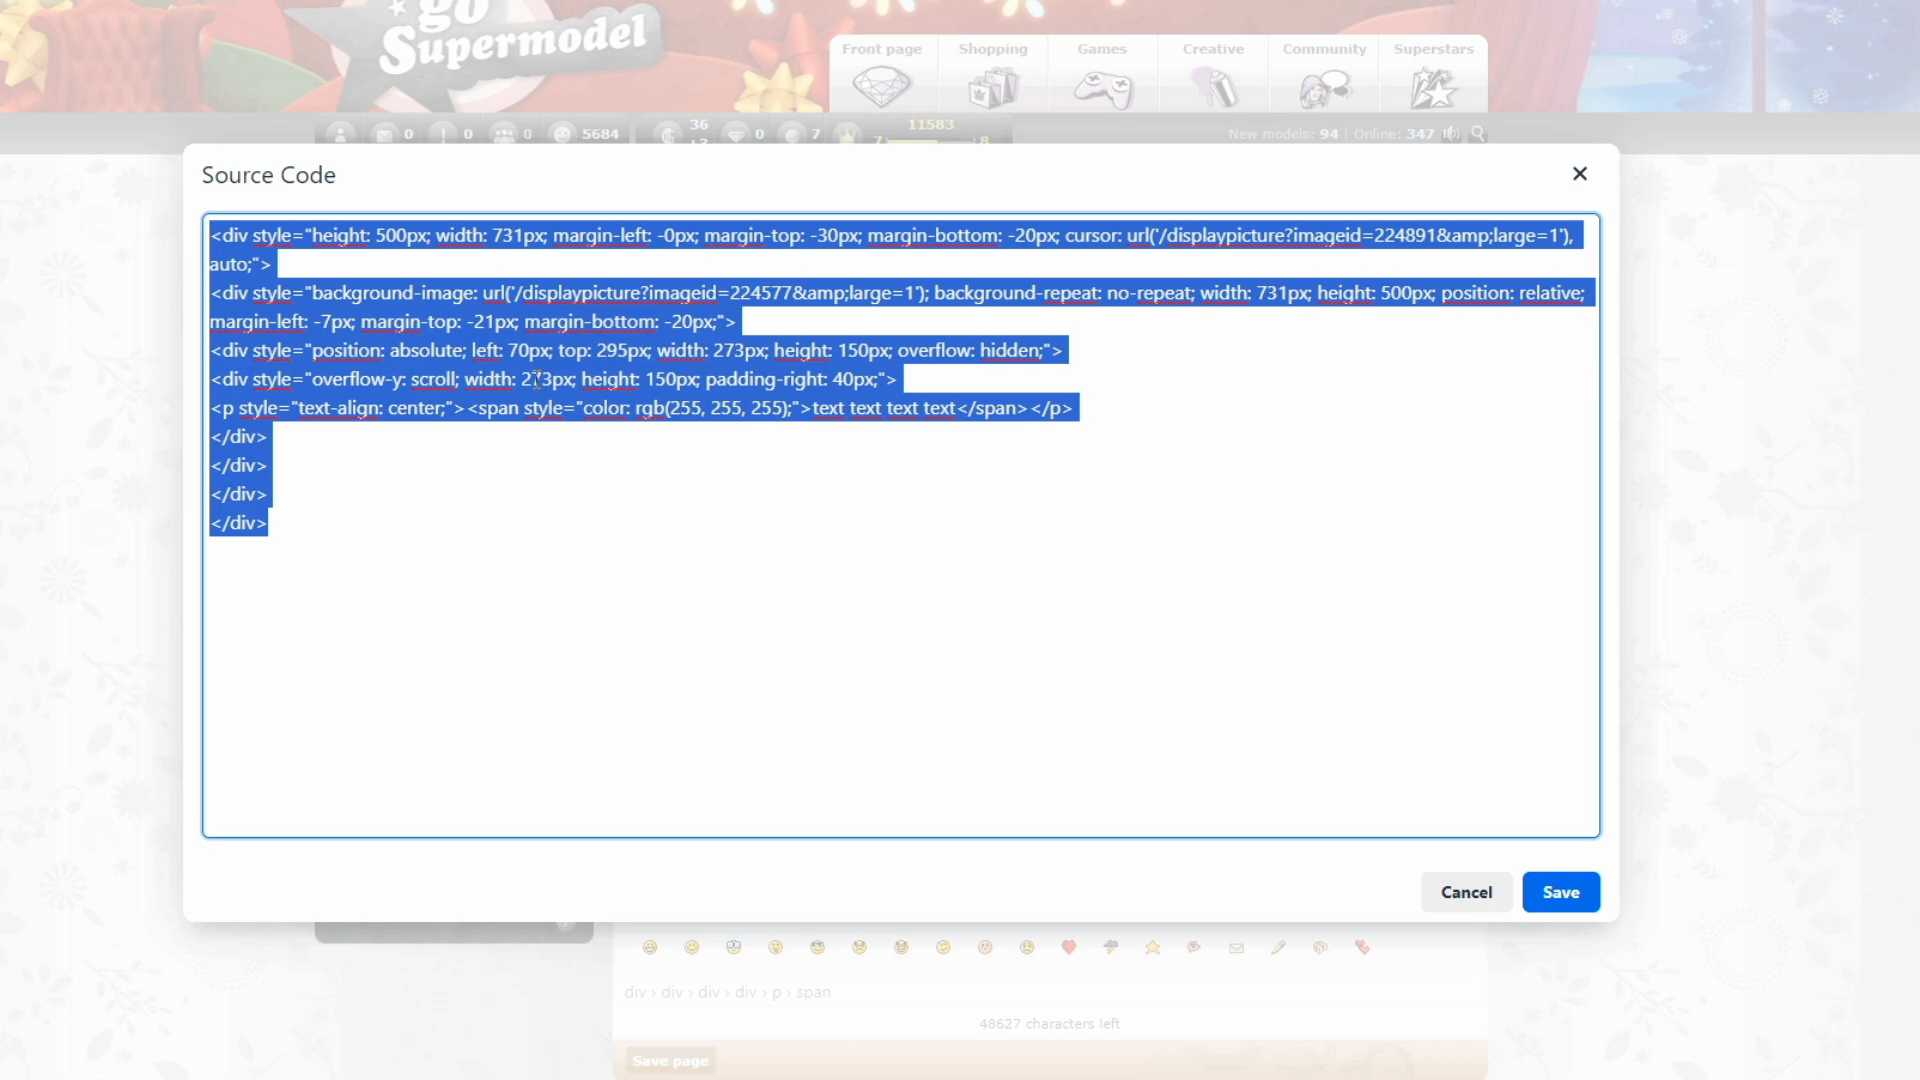 go
Supermodel
Front page
Shopping
Games
Creative
Community
Superstars
0
0
0
5684
36
+3
0
7
11583
7
8
New models: 94 | Online: 347
Source Code
<div style="height: 500px; width: 731px; margin-left: -0px; margin-top: -30px; margin-bottom: -20px; cursor: url('/displaypicture?imageid=224891&amp;large=1'),
auto;">
<div style="background-image: url('/displaypicture?imageid=224577&amp;large=1'); background-repeat: no-repeat; width: 731px; height: 500px; position: relative;
margin-left: -7px; margin-top: -21px; margin-bottom: -20px;">
<div style="position: absolute; left: 70px; top: 295px; width: 273px; height: 150px; overflow: hidden;">
<div style="overflow-y: scroll; width: 273px; height: 150px; padding-right: 40px;">
<p style="text-align: center;"><span style="color: rgb(255, 255, 255);">text text text text</span></p>
</div>
</div>
</div>
</div>
Cancel
Save
div › div › div › div › p › span
48627 characters left
Save page